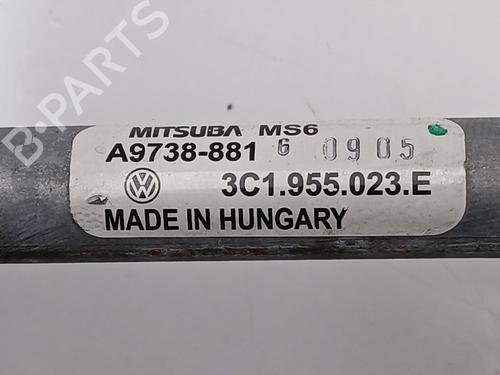 MITSUBA MS6
A9738-881 6 0905
3C1.955.023.E
MADE IN HUNGARY
B-PARTS